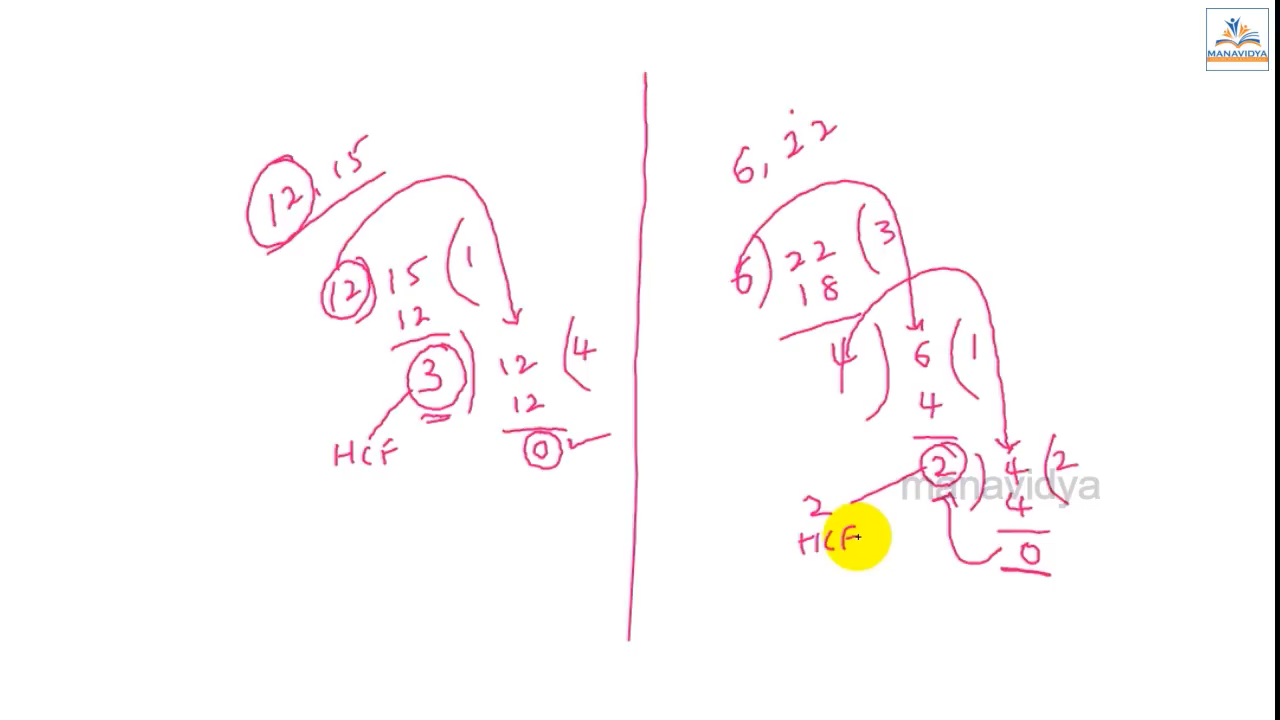 MANAVIDYA
12, 15
12) 15 (1
12
3) 12 (4
12
0
HCF
6, 22
6) 22 (3
18
4) 6 (1
4
2) 4 (2
4
0
2
HCF
manavidya